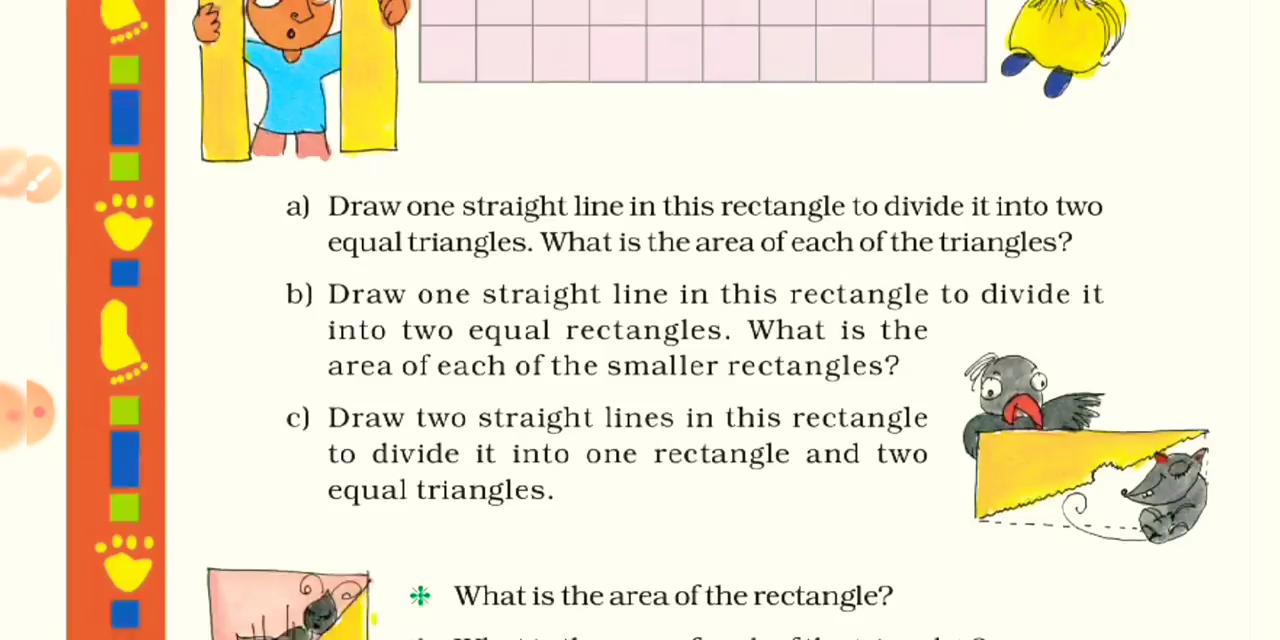 a) Draw one straight line in this rectangle to divide it into two
equal triangles. What is the area of each of the triangles?
b) Draw one straight line in this rectangle to divide it
into two equal rectangles. What is the
area of each of the smaller rectangles?
c) Draw two straight lines in this rectangle
to divide it into one rectangle and two
equal triangles.
❉ What is the area of the rectangle?